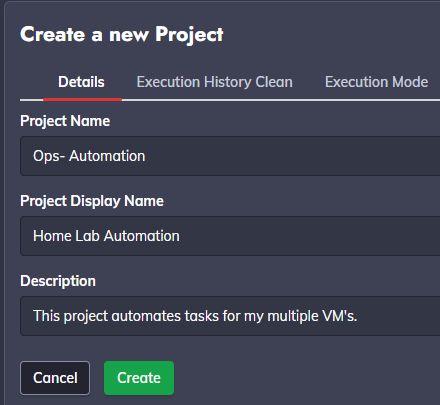 Create a new Project
Details Execution History Clean Execution Mode
Project Name
Ops- Automation
Project Display Name
Home Lab Automation
Description
This project automates tasks for my multiple VM's.
Cancel Create